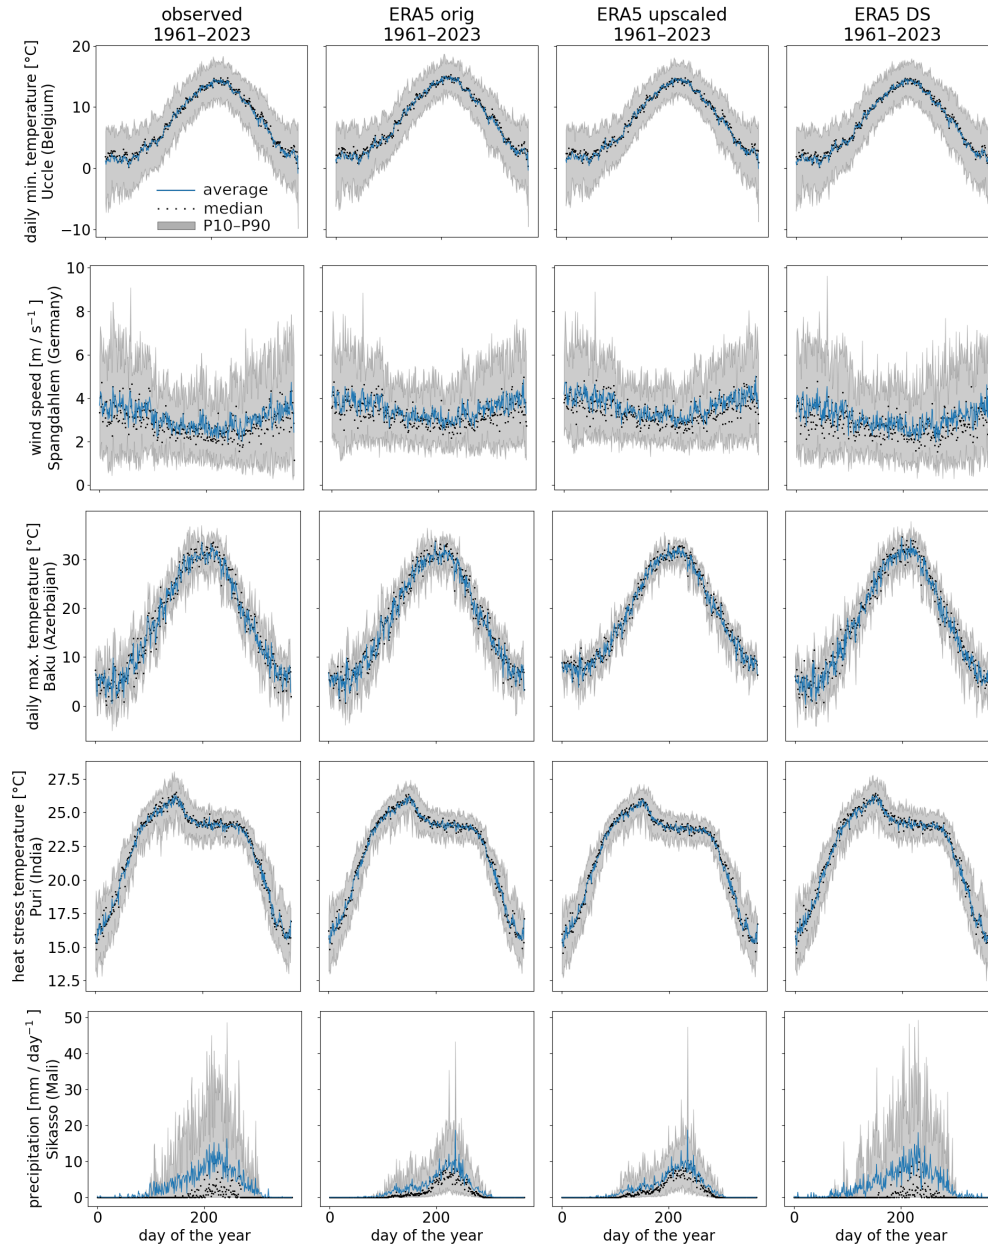 observed
1961–2023
ERA5 orig
1961–2023
ERA5 upscaled
1961–2023
ERA5 DS
1961–2023
daily min. temperature [°C]
Uccle (Belgium)
20
10
0
−10
average
median
P10–P90
wind speed [m / s⁻¹ ]
Spangdahlem (Germany)
10
8
6
4
2
0
daily max. temperature [°C]
Baku (Azerbaijan)
30
20
10
0
heat stress temperature [°C]
Puri (India)
27.5
25.0
22.5
20.0
17.5
15.0
12.5
precipitation [mm / day⁻¹ ]
Sikasso (Mali)
50
40
30
20
10
0
0 200
0 200
0 200
0 200
day of the year
day of the year
day of the year
day of the year